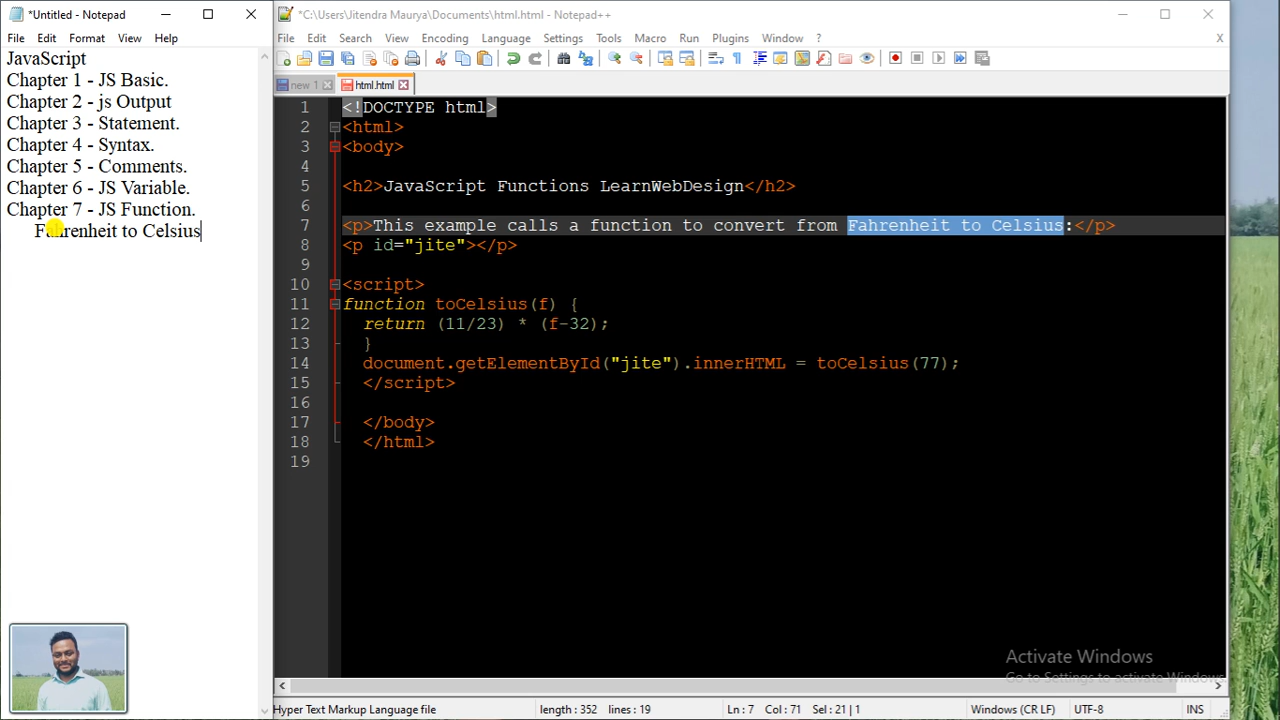 *Untitled - Notepad
File Edit Format View Help
JavaScript
Chapter 1 - JS Basic.
Chapter 2 - js Output
Chapter 3 - Statement.
Chapter 4 - Syntax.
Chapter 5 - Comments.
Chapter 6 - JS Variable.
Chapter 7 - JS Function.
Fahrenheit to Celsius
*C:\Users\Jitendra Maurya\Documents\html.html - Notepad++
File Edit Search View Encoding Language Settings Tools Macro Run Plugins Window ? X
new 1 html.html
1 <!DOCTYPE html>
2 <html>
3 <body>
4
5 <h2>JavaScript Functions LearnWebDesign</h2>
6
7 <p>This example calls a function to convert from Fahrenheit to Celsius:</p>
8 <p id="jite"></p>
9
10 <script>
11 function toCelsius(f) {
12 return (11/23) * (f-32);
13 }
14 document.getElementById("jite").innerHTML = toCelsius(77);
15 </script>
16
17 </body>
18 </html>
19
Activate Windows
Go to Settings to activate Windows.
Hyper Text Markup Language file length : 352 lines : 19 Ln : 7 Col : 71 Sel : 21 | 1 Windows (CR LF) UTF-8 INS